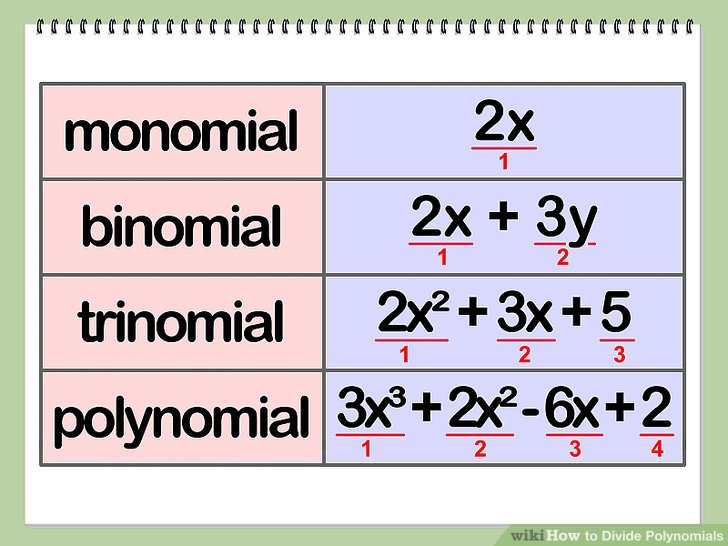 monomial
2x
1
binomial
2x + 3y
1 2
trinomial
2x²+3x+5
1 2 3
polynomial
3x³+2x²-6x+2
1 2 3 4
wikiHow to Divide Polynomials